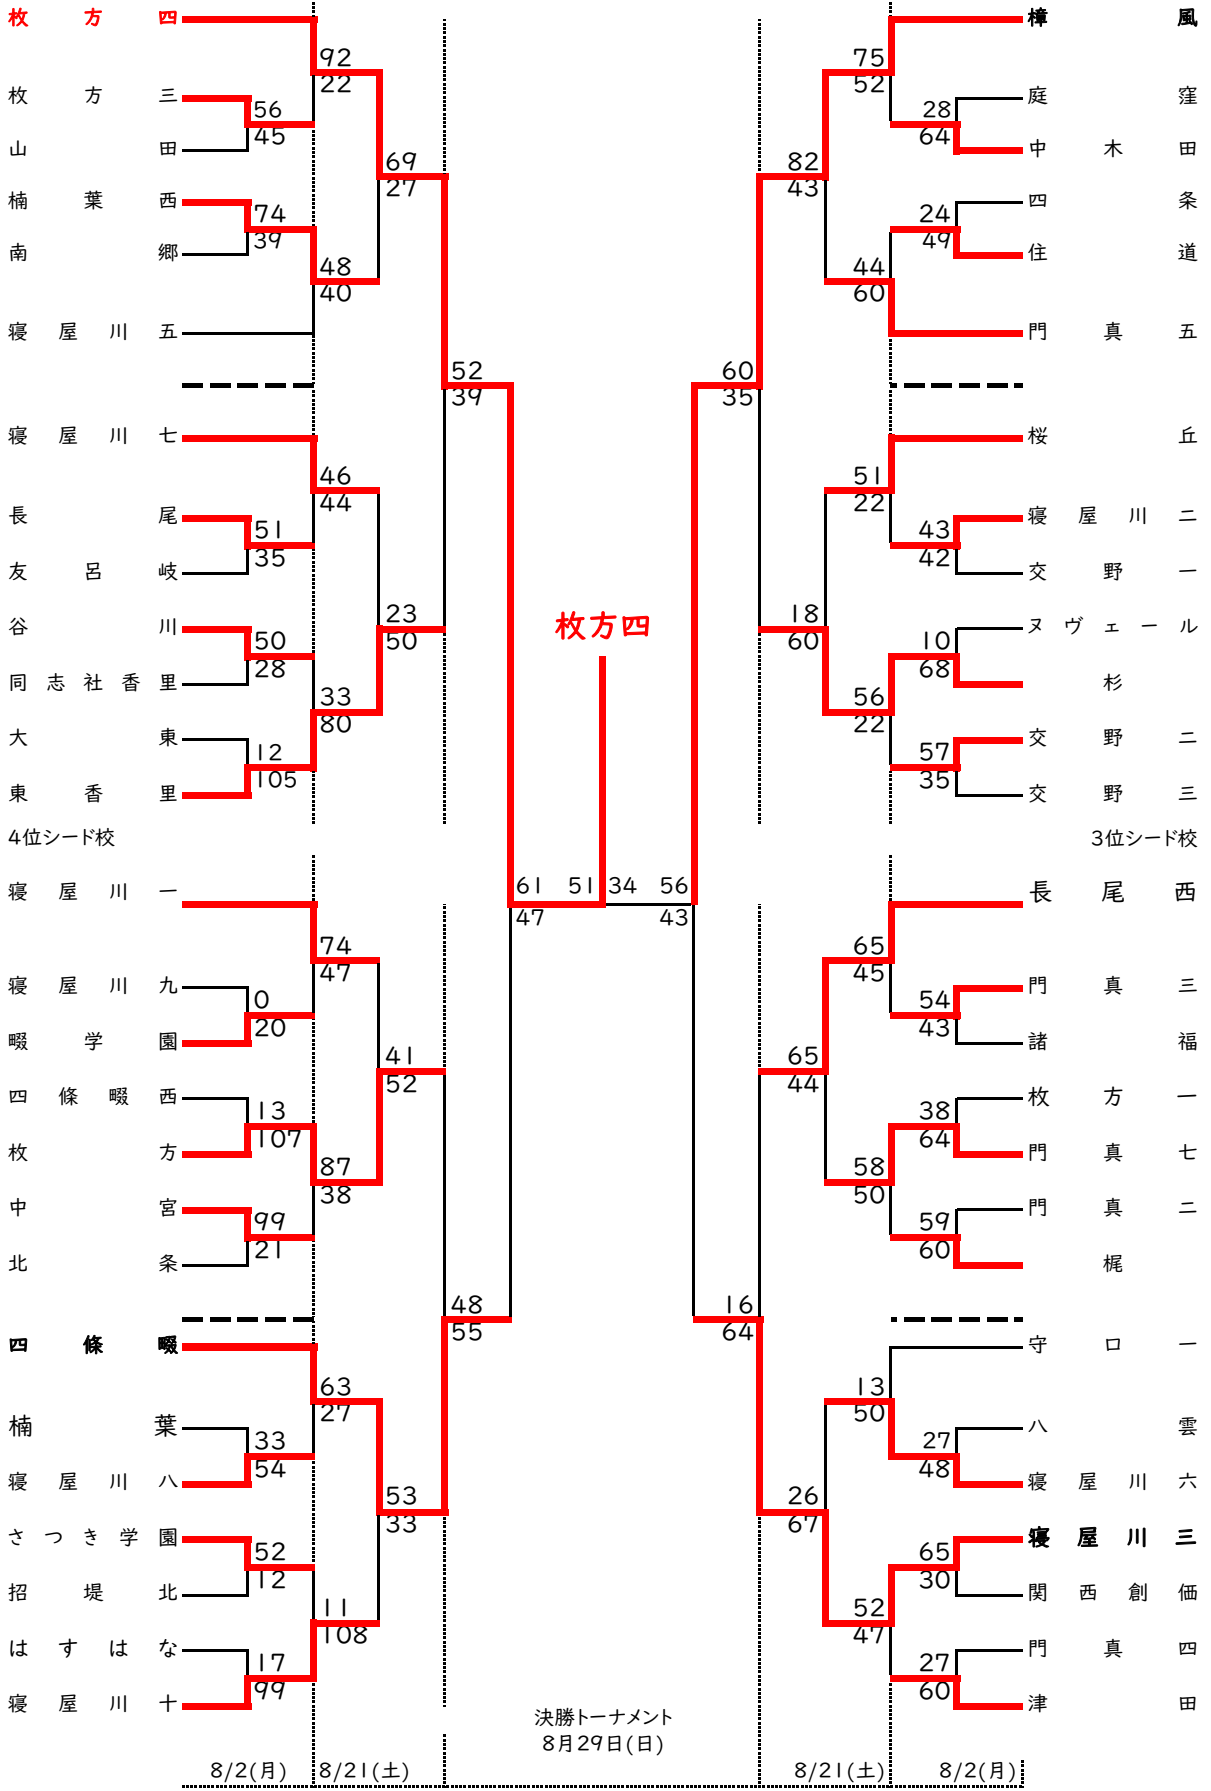 枚方四
92
22
枚方三
56
45
山田
69
27
楠葉西
74
39
南郷
48
40
寝屋川五
52
39
寝屋川七
46
44
長尾
51
35
友呂岐
23
50
谷川
50
28
同志社香里
33
80
大東
12
105
東香里
4位シード校
寝屋川一
74
47
寝屋川九
0
20
畷学園
41
52
四條畷西
13
107
枚方
87
38
中宮
99
21
北条
48
55
四條畷
63
27
楠葉
33
54
寝屋川八
53
33
さつき学園
52
12
招堤北
11
108
はすはな
17
99
寝屋川十
8/2(月)
8/21(土)
枚方四
61
47
51
34
56
43
決勝トーナメント
8月29日(日)
樟風
75
52
庭窪
28
64
中木田
82
43
四条
24
49
住道
44
60
門真五
60
35
桜丘
51
22
寝屋川二
43
42
交野一
18
60
ヌヴェール
10
68
杉
56
22
交野二
57
35
交野三
3位シード校
長尾西
65
45
門真三
54
43
諸福
65
44
枚方一
38
64
門真七
58
50
門真二
59
60
梶
16
64
守口一
13
50
八雲
27
48
寝屋川六
26
67
寝屋川三
65
30
関西創価
52
47
門真四
27
60
津田
8/21(土)
8/2(月)